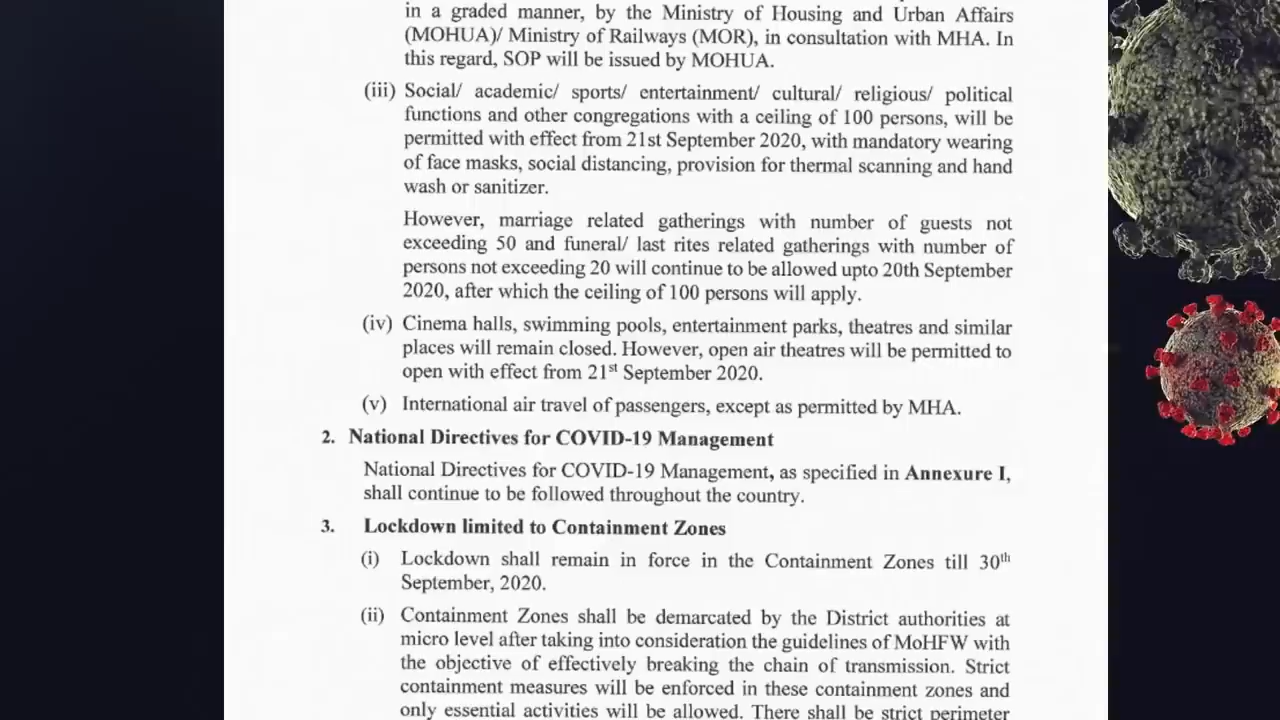 in a graded manner, by the Ministry of Housing and Urban Affairs
(MOHUA)/ Ministry of Railways (MOR), in consultation with MHA. In
this regard, SOP will be issued by MOHUA.
(iii) Social/ academic/ sports/ entertainment/ cultural/ religious/ political
functions and other congregations with a ceiling of 100 persons, will be
permitted with effect from 21st September 2020, with mandatory wearing
of face masks, social distancing, provision for thermal scanning and hand
wash or sanitizer.
However, marriage related gatherings with number of guests not
exceeding 50 and funeral/ last rites related gatherings with number of
persons not exceeding 20 will continue to be allowed upto 20th September
2020, after which the ceiling of 100 persons will apply.
(iv) Cinema halls, swimming pools, entertainment parks, theatres and similar
places will remain closed. However, open air theatres will be permitted to
open with effect from 21st September 2020.
(v) International air travel of passengers, except as permitted by MHA.
2. National Directives for COVID-19 Management
National Directives for COVID-19 Management, as specified in Annexure I,
shall continue to be followed throughout the country.
3. Lockdown limited to Containment Zones
(i) Lockdown shall remain in force in the Containment Zones till 30th
September, 2020.
(ii) Containment Zones shall be demarcated by the District authorities at
micro level after taking into consideration the guidelines of MoHFW with
the objective of effectively breaking the chain of transmission. Strict
containment measures will be enforced in these containment zones and
only essential activities will be allowed. There shall be strict perimeter